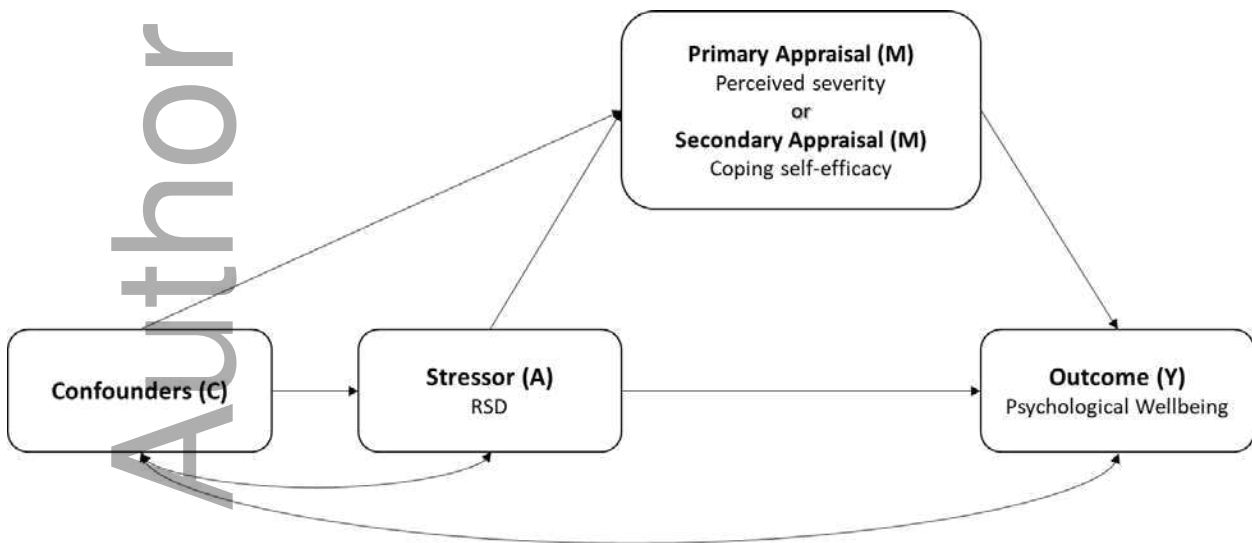 Author
Primary Appraisal (M)
Perceived severity
or
Secondary Appraisal (M)
Coping self-efficacy
Confounders (C)
Stressor (A)
RSD
Outcome (Y)
Psychological Wellbeing